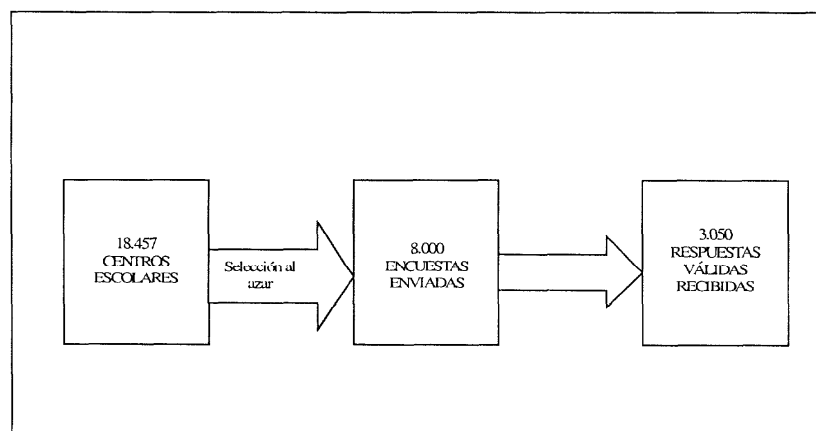 18.457
CENTROS
ESCOLARES
Selección al
azar
8.000
ENCUESTAS
ENVIADAS
3.050
RESPUESTAS
VÁLIDAS
RECIBIDAS